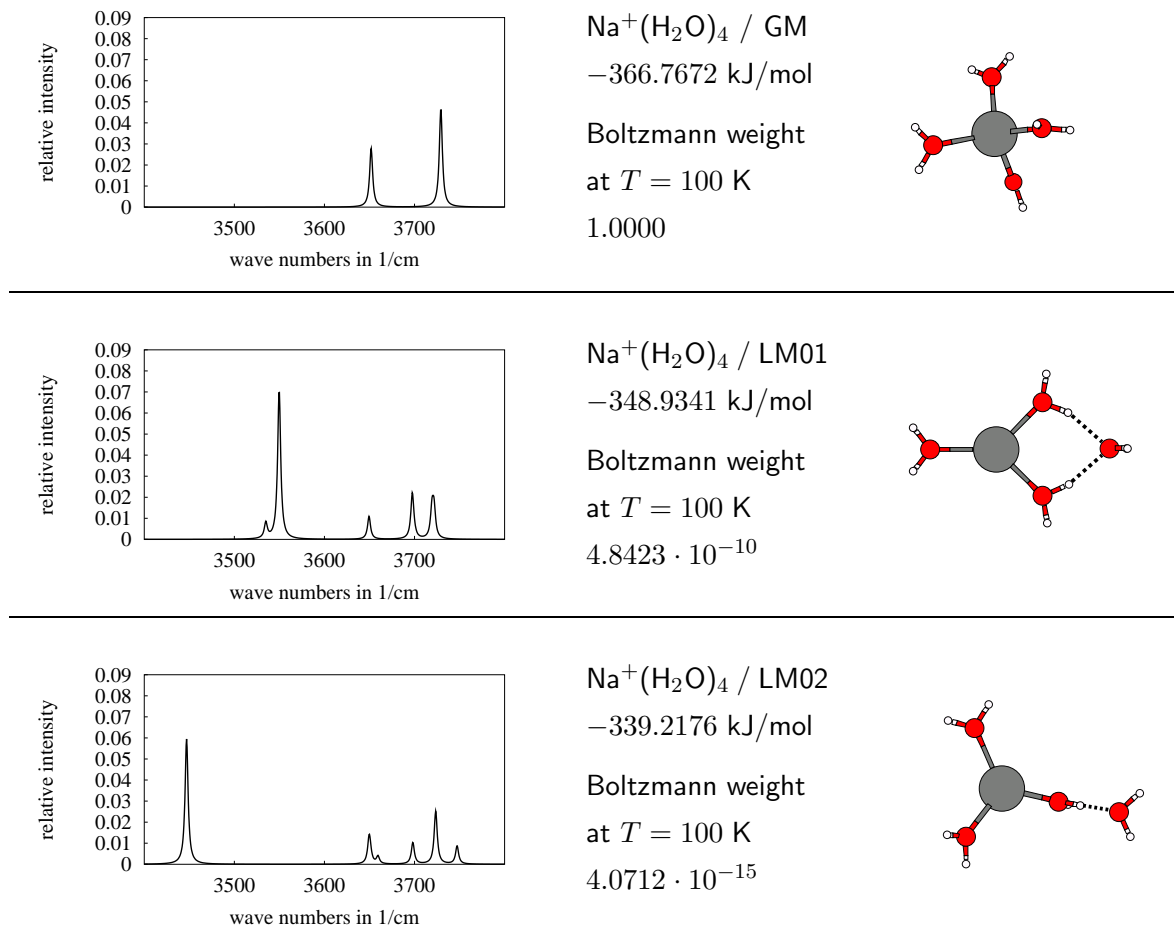 relative intensity
0.09
0.08
0.07
0.06
0.05
0.04
0.03
0.02
0.01
0
3500 3600 3700
wave numbers in 1/cm
Na⁺(H₂O)₄ / GM
−366.7672 kJ/mol
Boltzmann weight
at T = 100 K
1.0000
relative intensity
0.09
0.08
0.07
0.06
0.05
0.04
0.03
0.02
0.01
0
3500 3600 3700
wave numbers in 1/cm
Na⁺(H₂O)₄ / LM01
−348.9341 kJ/mol
Boltzmann weight
at T = 100 K
4.8423 · 10⁻¹⁰
relative intensity
0.09
0.08
0.07
0.06
0.05
0.04
0.03
0.02
0.01
0
3500 3600 3700
wave numbers in 1/cm
Na⁺(H₂O)₄ / LM02
−339.2176 kJ/mol
Boltzmann weight
at T = 100 K
4.0712 · 10⁻¹⁵